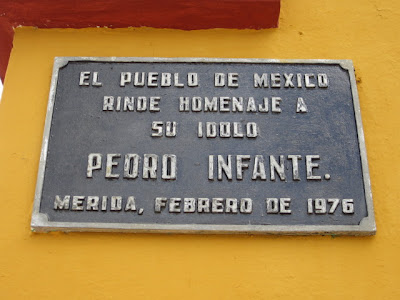 EL PUEBLO DE MEXICO
RINDE HOMENAJE A
SU IDOLO
PEDRO INFANTE.
MERIDA, FEBRERO DE 1976